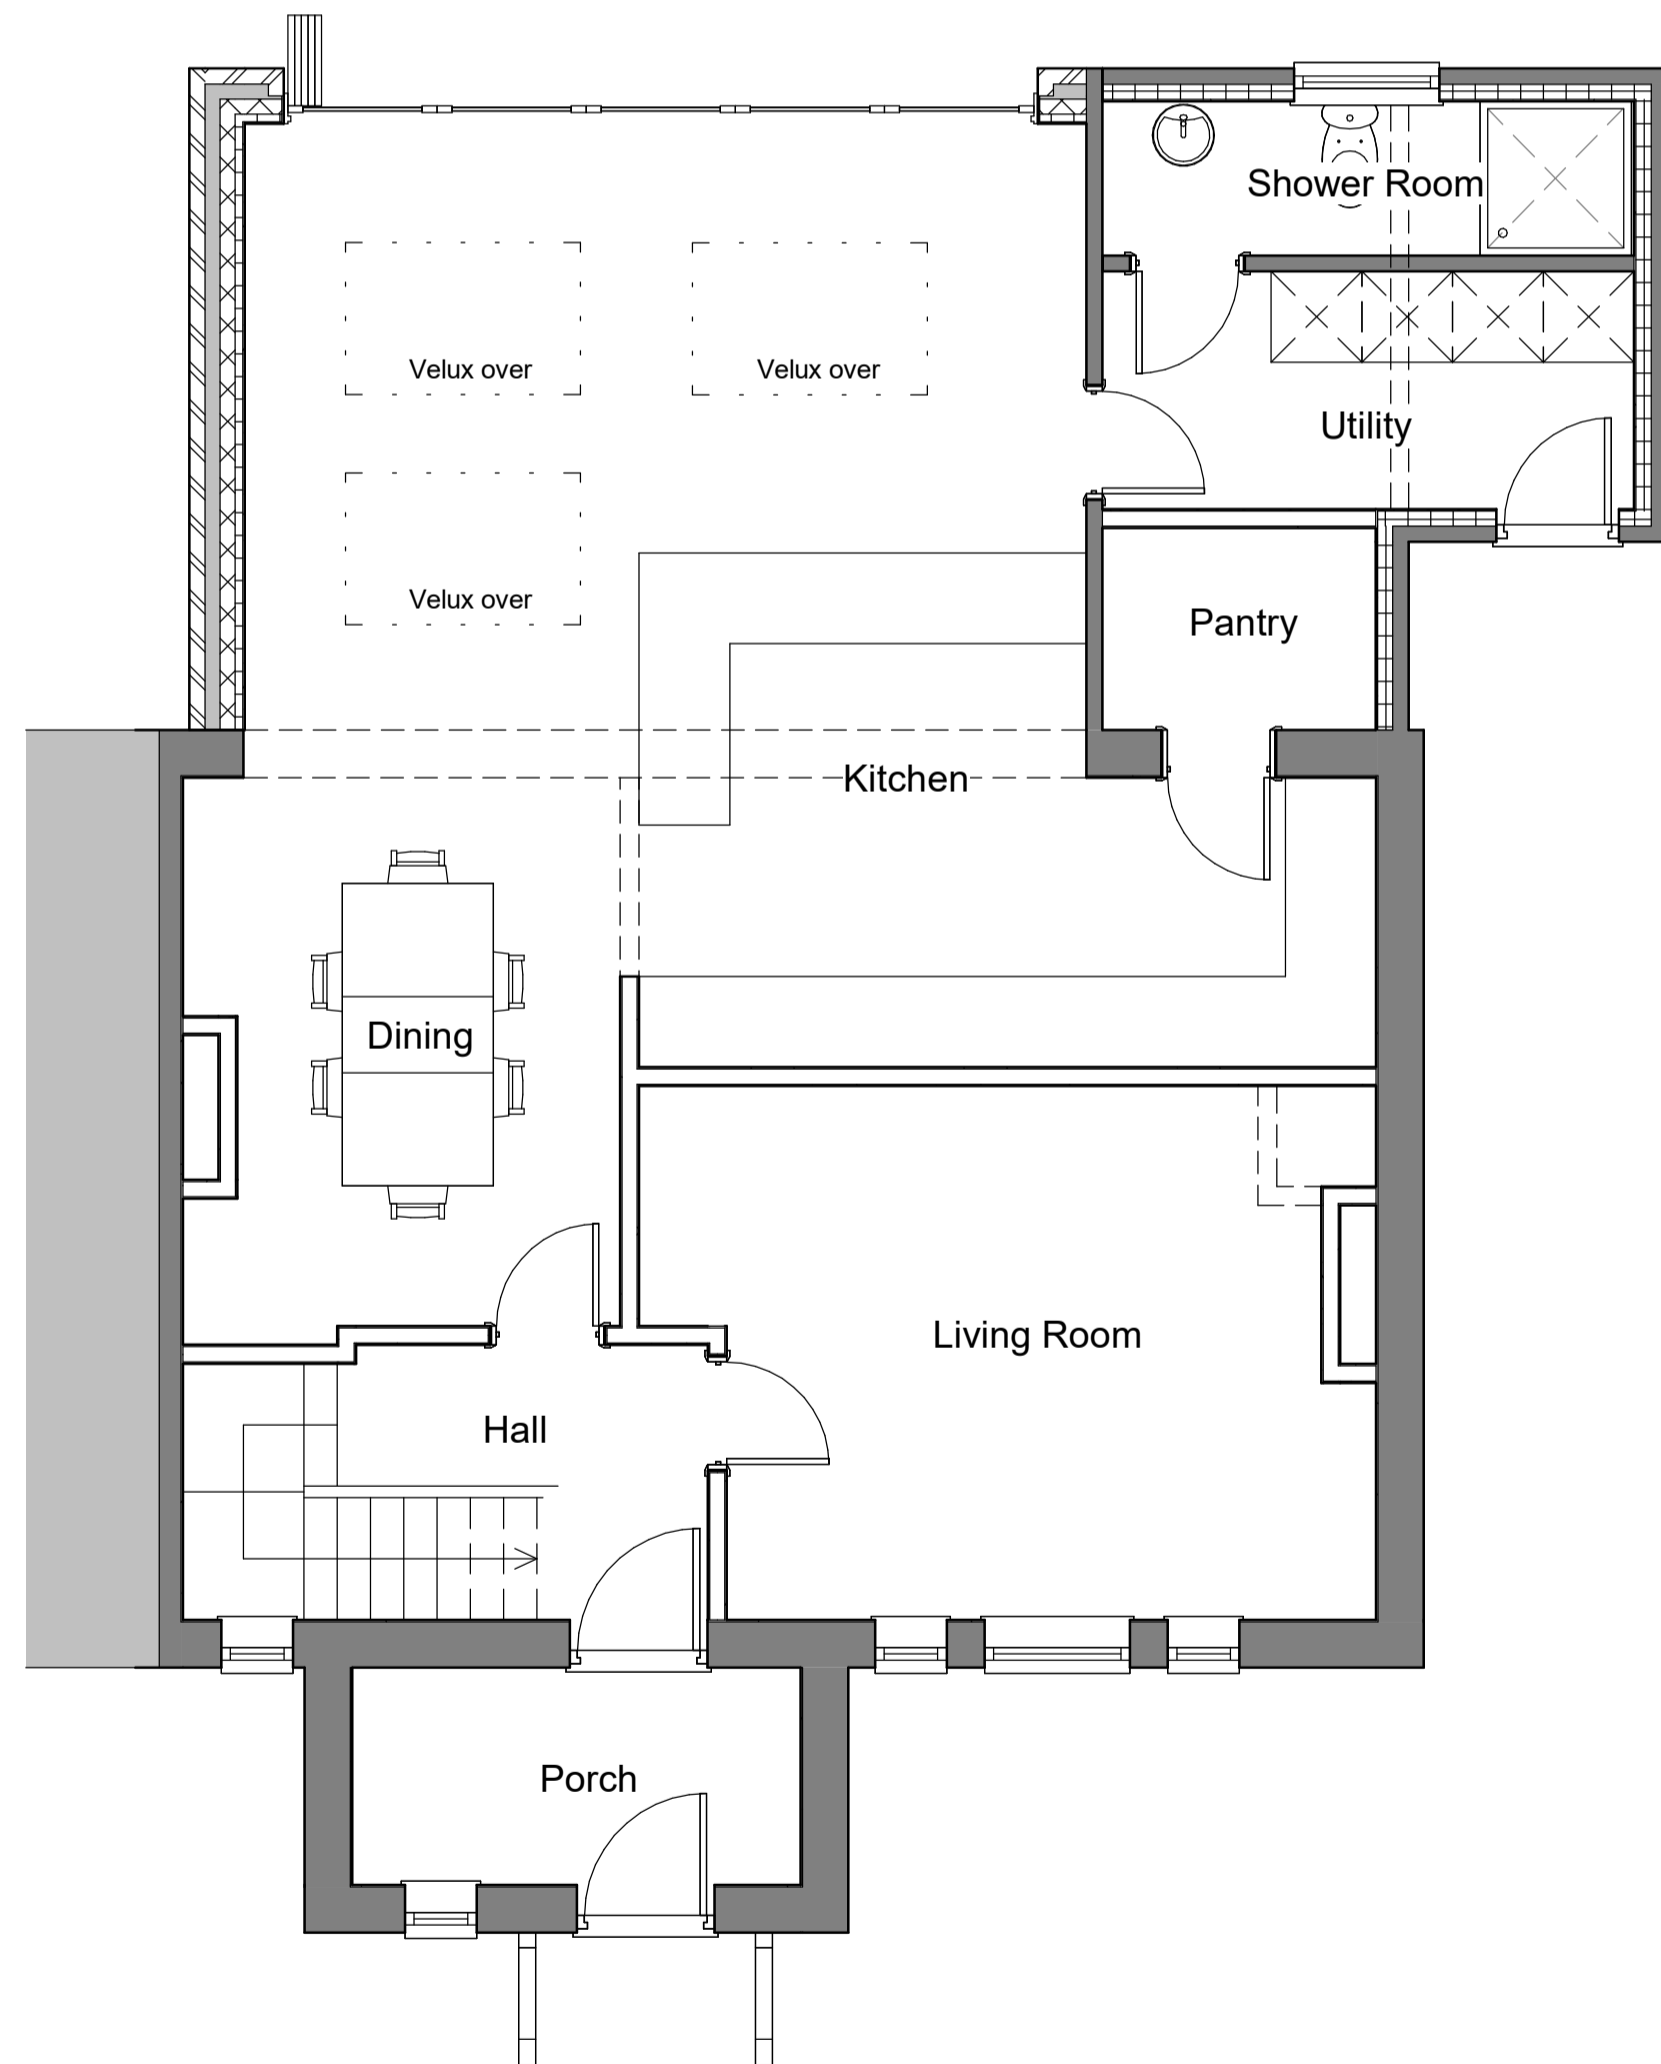 Shower Room
Velux over
Velux over
Utility
Velux over
Pantry
Kitchen
Dining
Living Room
Hall
Porch